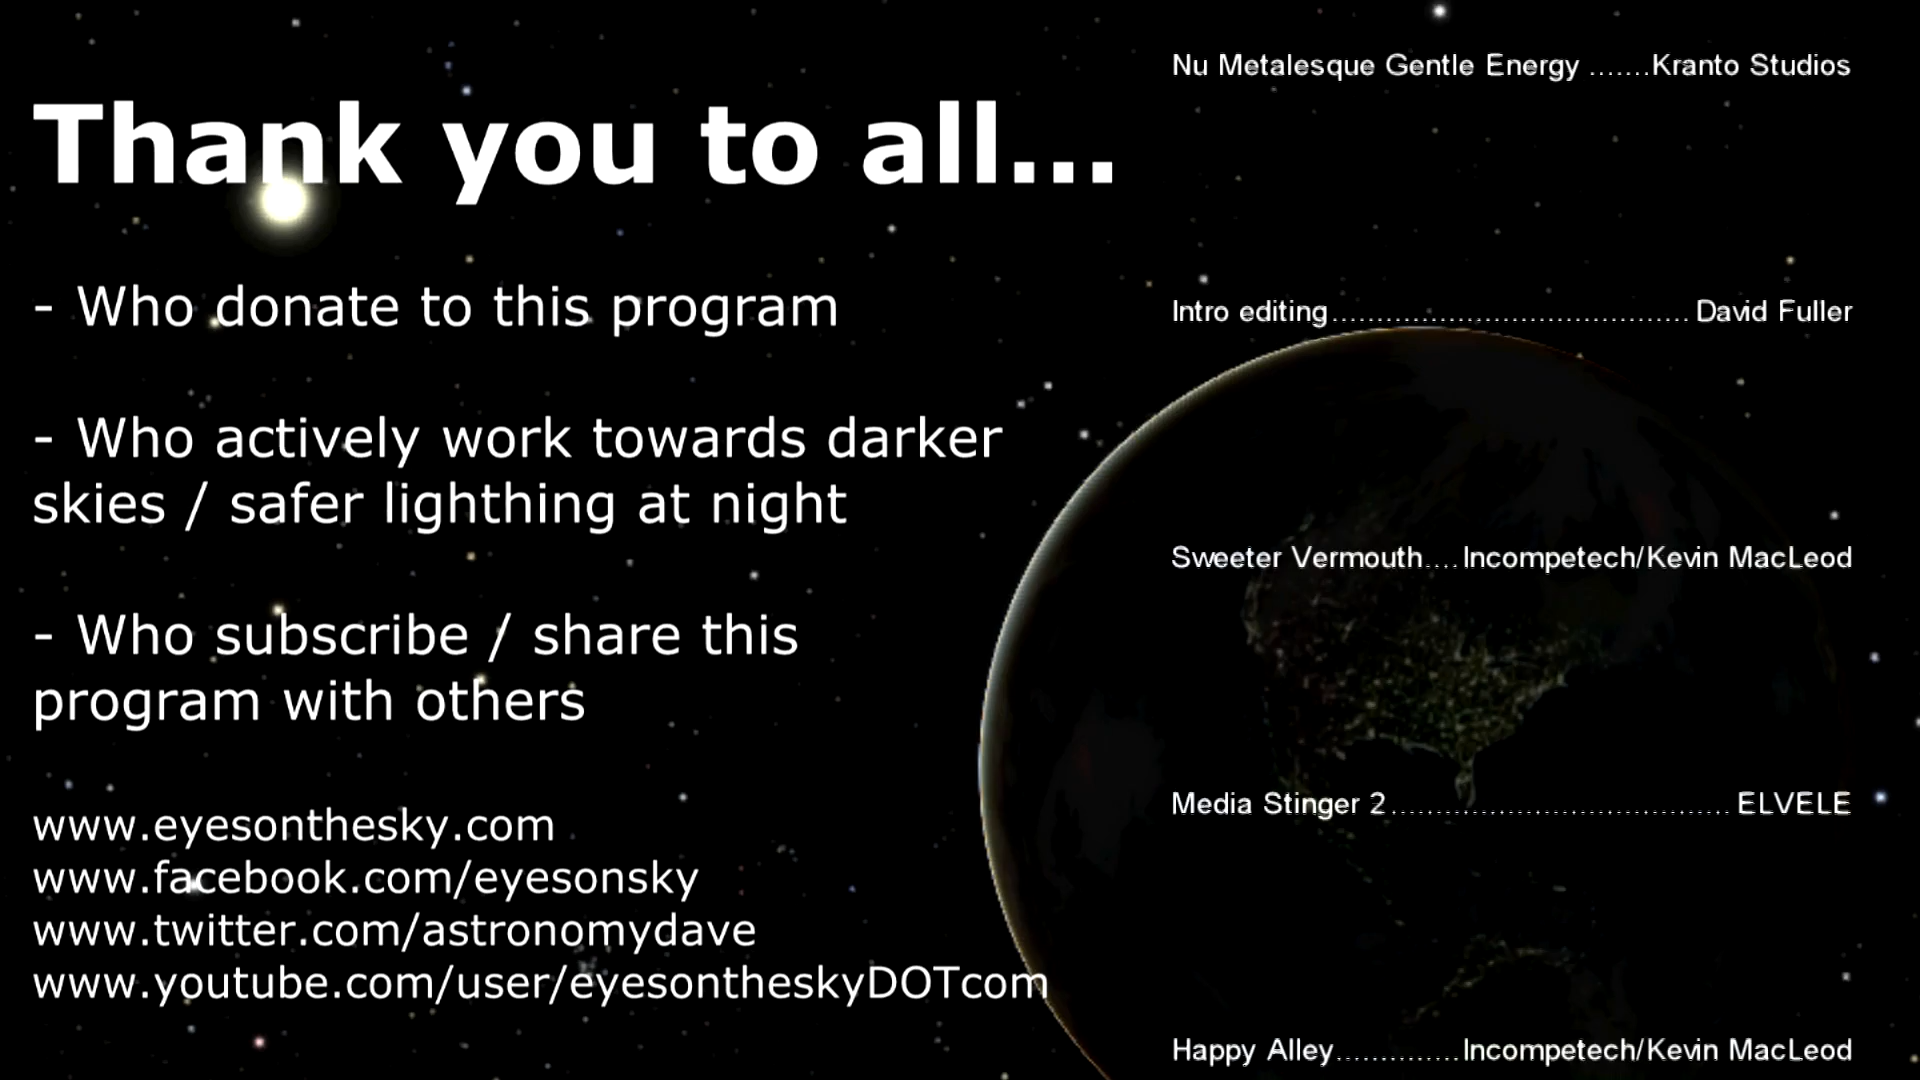 Thank you to all...
- Who donate to this program
- Who actively work towards darker
skies / safer lighthing at night
- Who subscribe / share this
program with others
www.eyesonthesky.com
www.facebook.com/eyesonsky
www.twitter.com/astronomydave
www.youtube.com/user/eyesontheskyDOTcom
Nu Metalesque Gentle Energy .......Kranto Studios
Intro editing........................................ David Fuller
Sweeter Vermouth....Incompetech/Kevin MacLeod
Media Stinger 2...................................... ELVELE
Happy Alley..............Incompetech/Kevin MacLeod